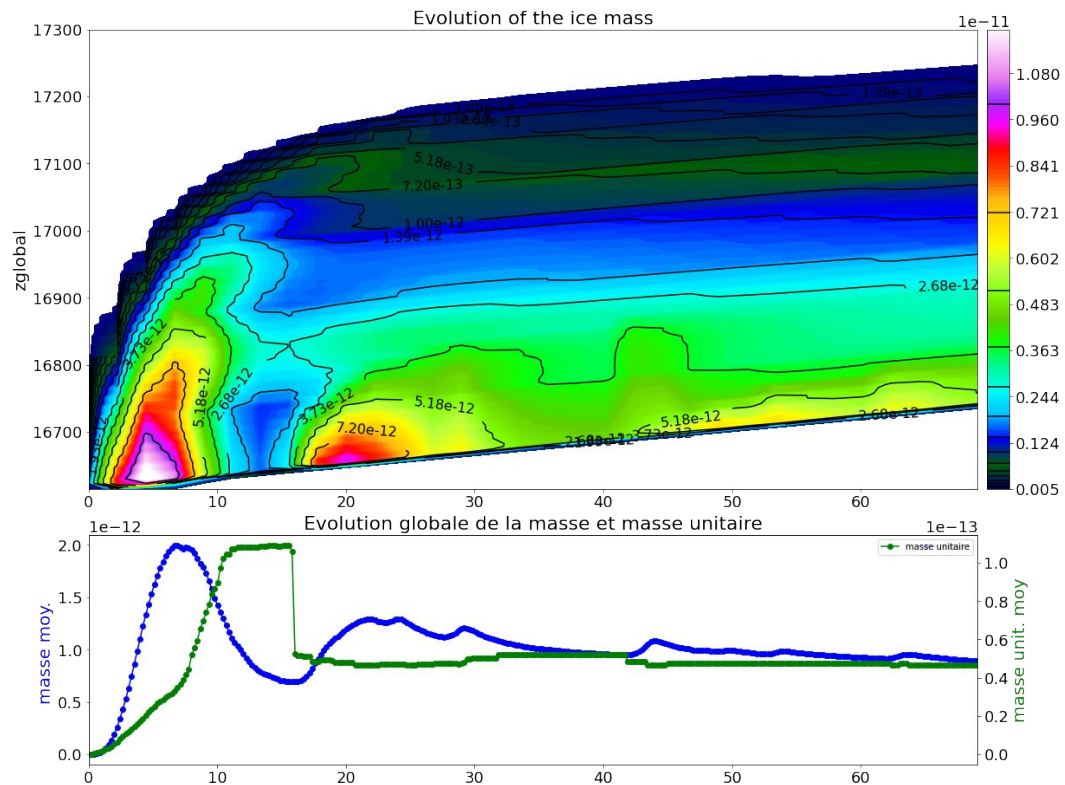 Evolution of the ice mass
1e−11
17300
17200
17100
17000
16900
16800
16700
zglobal
1.39e-13
1.93e-13
5.18e-13
7.20e-13
1.00e-12
1.39e-12
2.68e-12
3.73e-12
5.18e-12
2.68e-12
3.73e-12
5.18e-12
7.20e-12
5.18e-12
3.73e-12
2.68e-12
1.080
0.960
0.841
0.721
0.602
0.483
0.363
0.244
0.124
0.005
0 10 20 30 40 50 60
Evolution globale de la masse et masse unitaire
1e−12
1e−13
2.0
1.5
1.0
0.5
0.0
masse moy.
masse unitaire
1.0
0.8
0.6
0.4
0.2
0.0
masse unit. moy
0 10 20 30 40 50 60